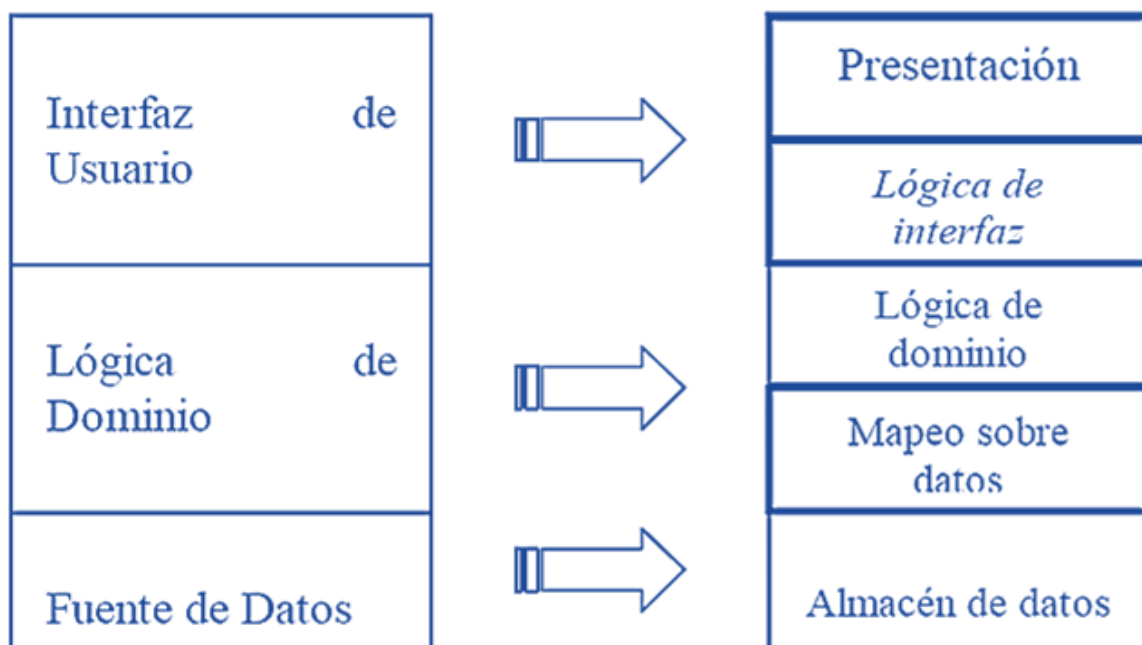 Interfaz de
Usuario
Lógica de
Dominio
Fuente de Datos
Presentación
Lógica de
interfaz
Lógica de
dominio
Mapeo sobre
datos
Almacén de datos